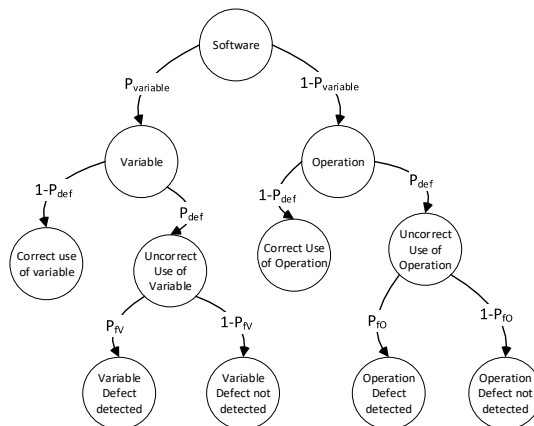 Software
P_variable
1-P_variable
Variable
Operation
1-P_def
P_def
1-P_def
P_def
Correct use
of variable
Uncorrect
Use of
Variable
Correct Use
of Operation
Uncorrect
Use of
Operation
P_fV
1-P_fV
P_fO
1-P_fO
Variable
Defect
detected
Variable
Defect not
detected
Operation
Defect
detected
Operation
Defect not
detected